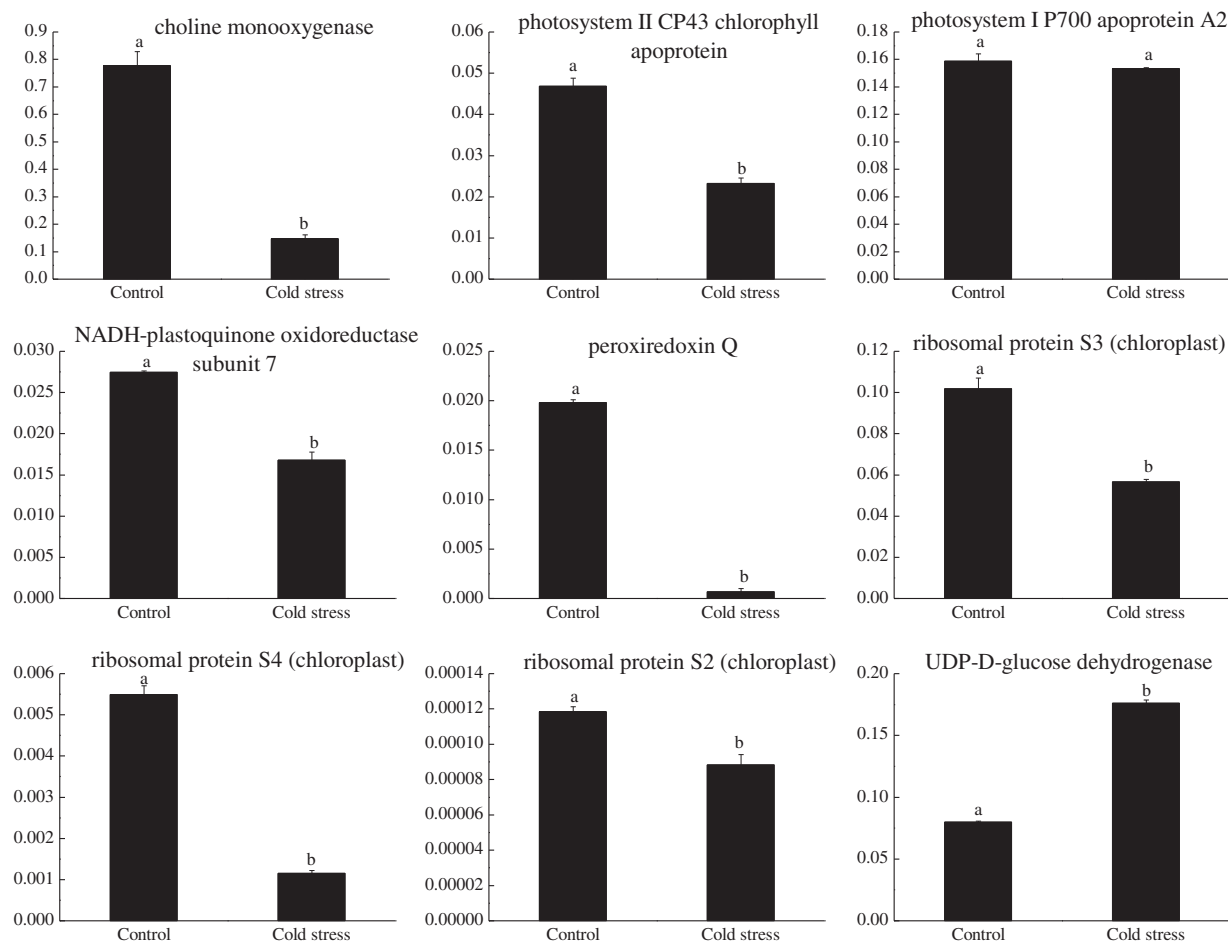 choline monooxygenase
0.9
0.8
0.7
0.6
0.5
0.4
0.3
0.2
0.1
0.0
a
b
Control Cold stress
photosystem II CP43 chlorophyll
apoprotein
0.06
0.05
0.04
0.03
0.02
0.01
0.00
a
b
Control Cold stress
photosystem I P700 apoprotein A2
0.18
0.16
0.14
0.12
0.10
0.08
0.06
0.04
0.02
0.00
a
a
Control Cold stress
NADH-plastoquinone oxidoreductase
subunit 7
0.030
0.025
0.020
0.015
0.010
0.005
0.000
a
b
Control Cold stress
peroxiredoxin Q
0.025
0.020
0.015
0.010
0.005
0.000
a
b
Control Cold stress
ribosomal protein S3 (chloroplast)
0.12
0.10
0.08
0.06
0.04
0.02
0.00
a
b
Control Cold stress
ribosomal protein S4 (chloroplast)
0.006
0.005
0.004
0.003
0.002
0.001
0.000
a
b
Control Cold stress
ribosomal protein S2 (chloroplast)
0.00014
0.00012
0.00010
0.00008
0.00006
0.00004
0.00002
0.00000
a
b
Control Cold stress
UDP-D-glucose dehydrogenase
0.20
0.15
0.10
0.05
0.00
a
b
Control Cold stress